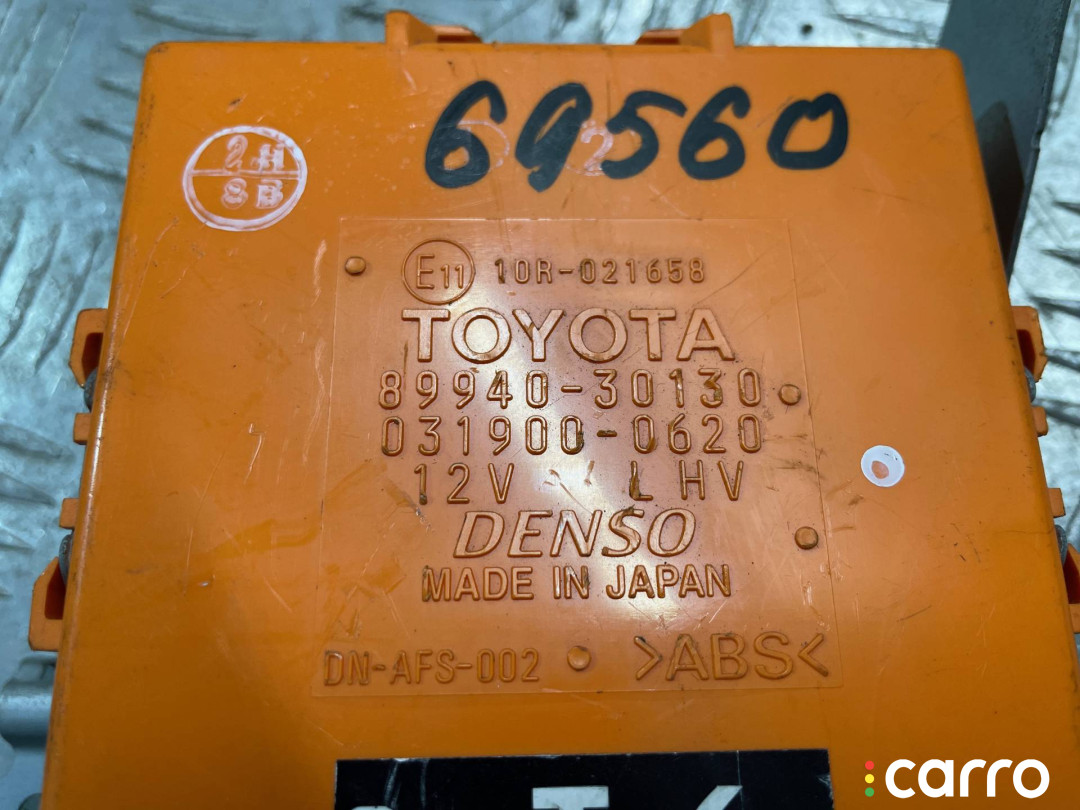 69560
2H
8B
E11 10R-021658
TOYOTA
89940-30130
031900-0620
12V LHV
DENSO
MADE IN JAPAN
DN-AFS-002 >ABS<
carro